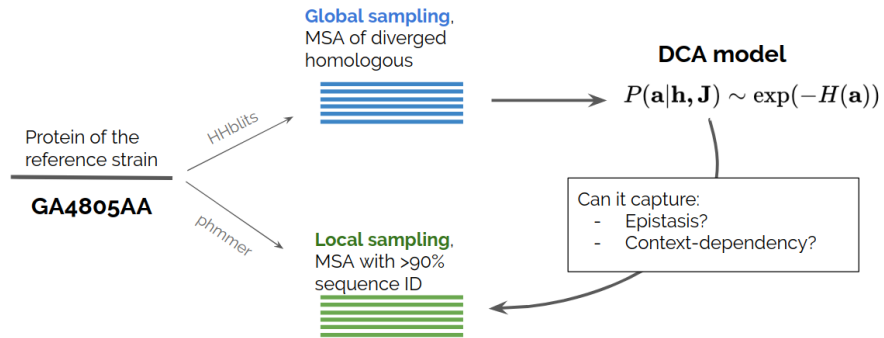 Global sampling,
MSA of diverged
homologous
DCA model
P(a|h,J) ∼ exp(−H(a))
HHblits
Protein of the
reference strain
GA4805AA
phmmer
Can it capture:
- Epistasis?
- Context-dependency?
Local sampling,
MSA with >90%
sequence ID